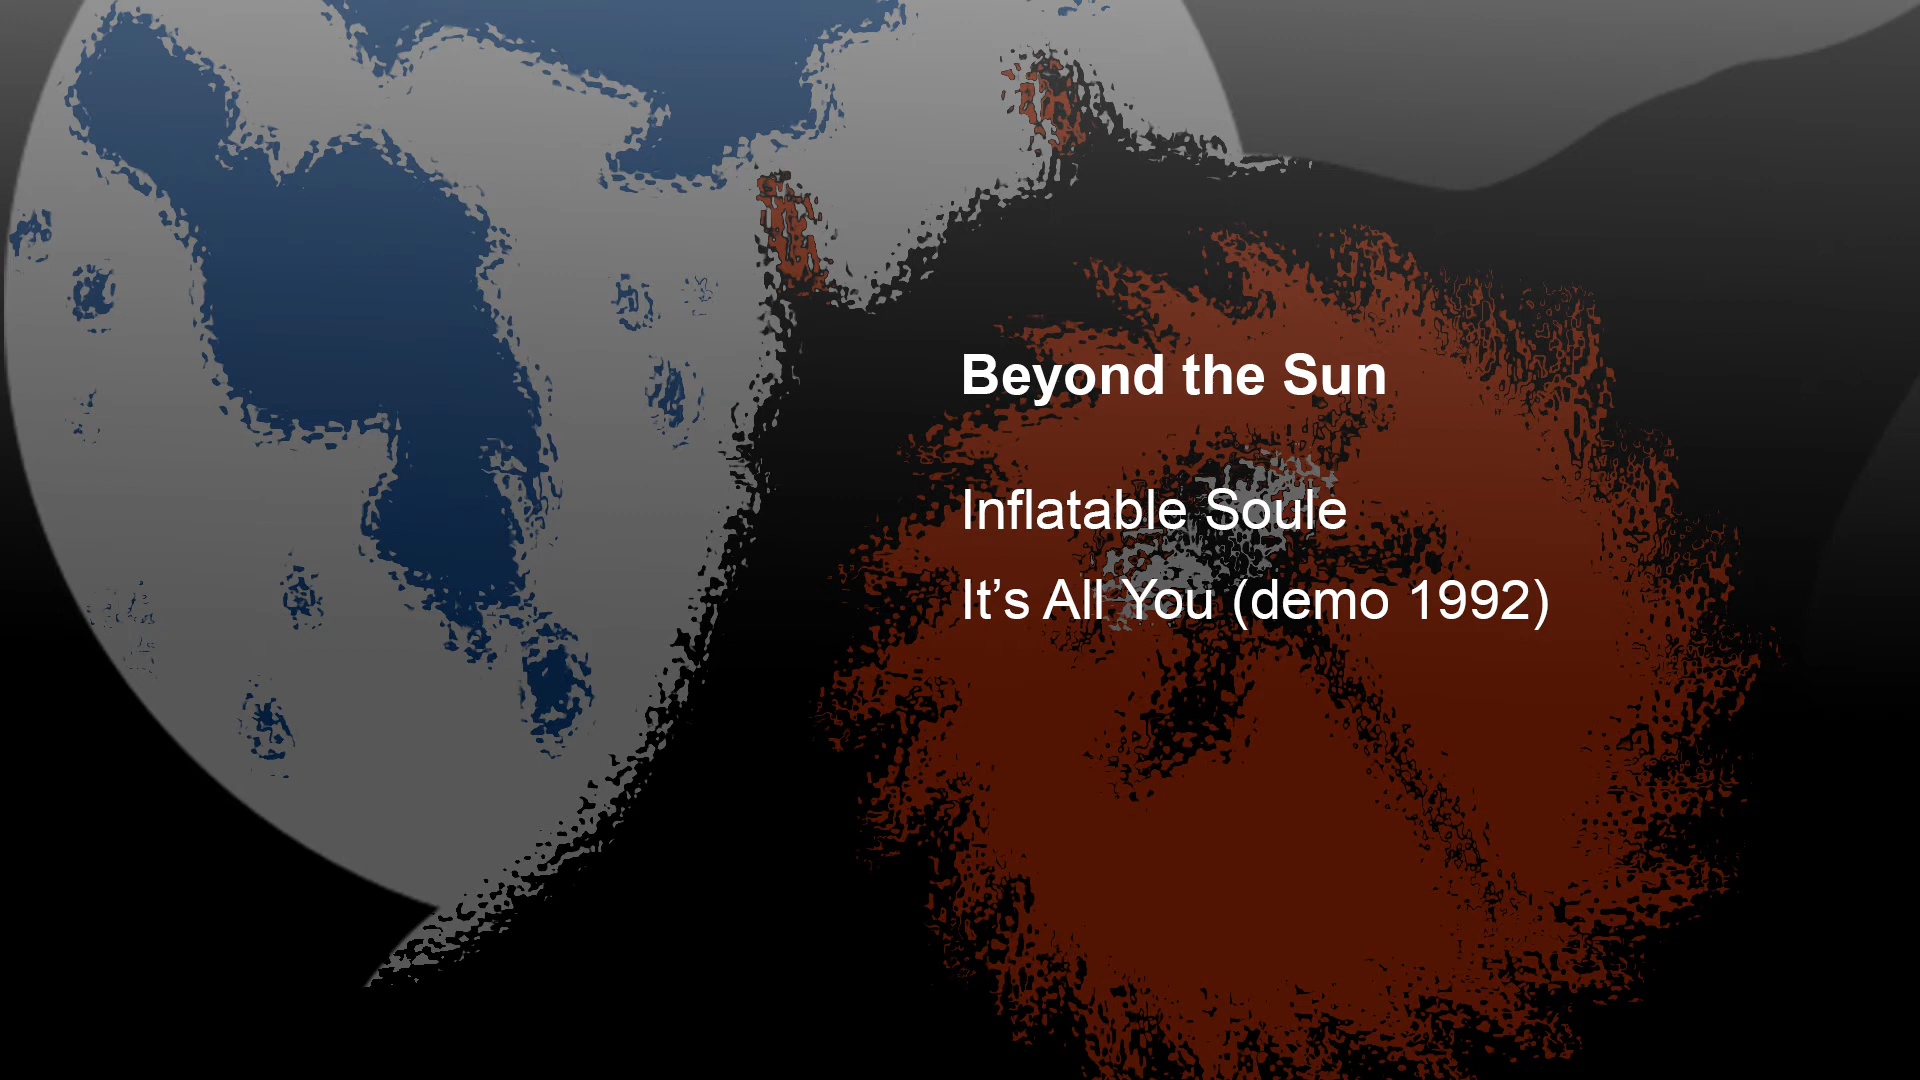 Beyond the Sun
Inflatable Soule
It’s All You (demo 1992)